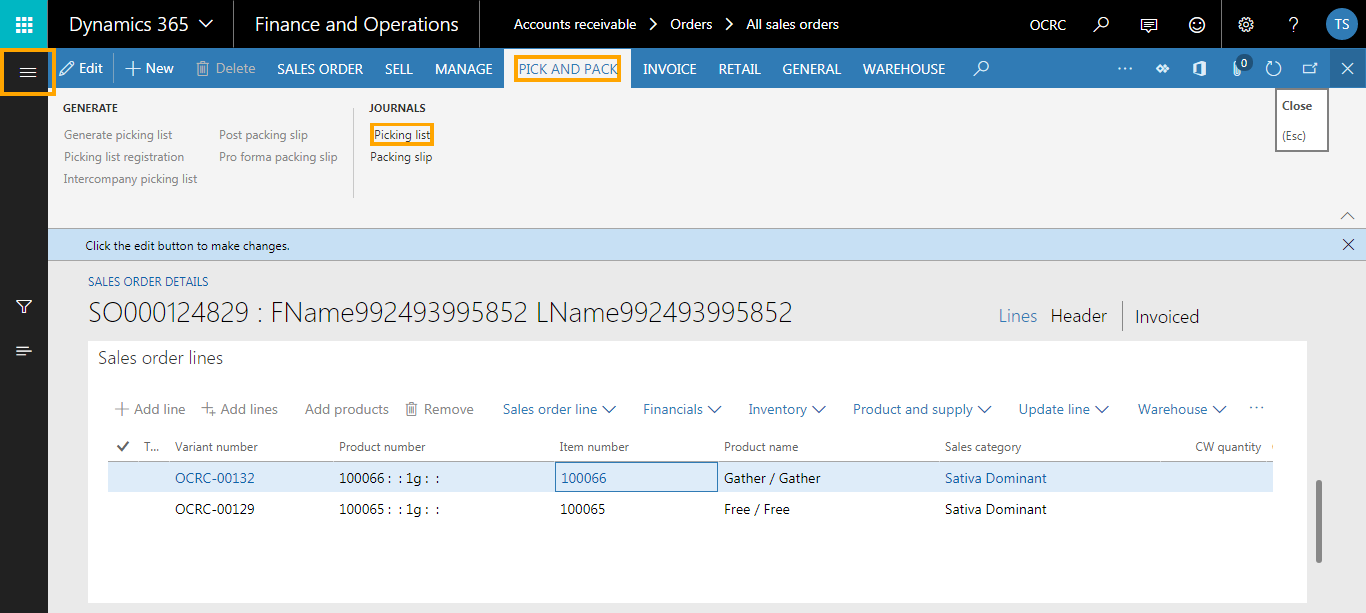 Dynamics 365 Finance and Operations Accounts receivable Orders All sales orders OCRC ? TS
Edit New Delete SALES ORDER SELL MANAGE PICK AND PACK INVOICE RETAIL GENERAL WAREHOUSE ... 0
GENERATE JOURNALS
Generate picking list Post packing slip Picking list
Picking list registration Pro forma packing slip Packing slip
Intercompany picking list
Close
(Esc)
Click the edit button to make changes.
SALES ORDER DETAILS
SO000124829 : FName992493995852 LName992493995852 Lines Header Invoiced
Sales order lines
Add line Add lines Add products Remove Sales order line Financials Inventory Product and supply Update line Warehouse ...
T... Variant number Product number Item number Product name Sales category CW quantity
OCRC-00132 100066 : : 1g : : 100066 Gather / Gather Sativa Dominant
OCRC-00129 100065 : : 1g : : 100065 Free / Free Sativa Dominant